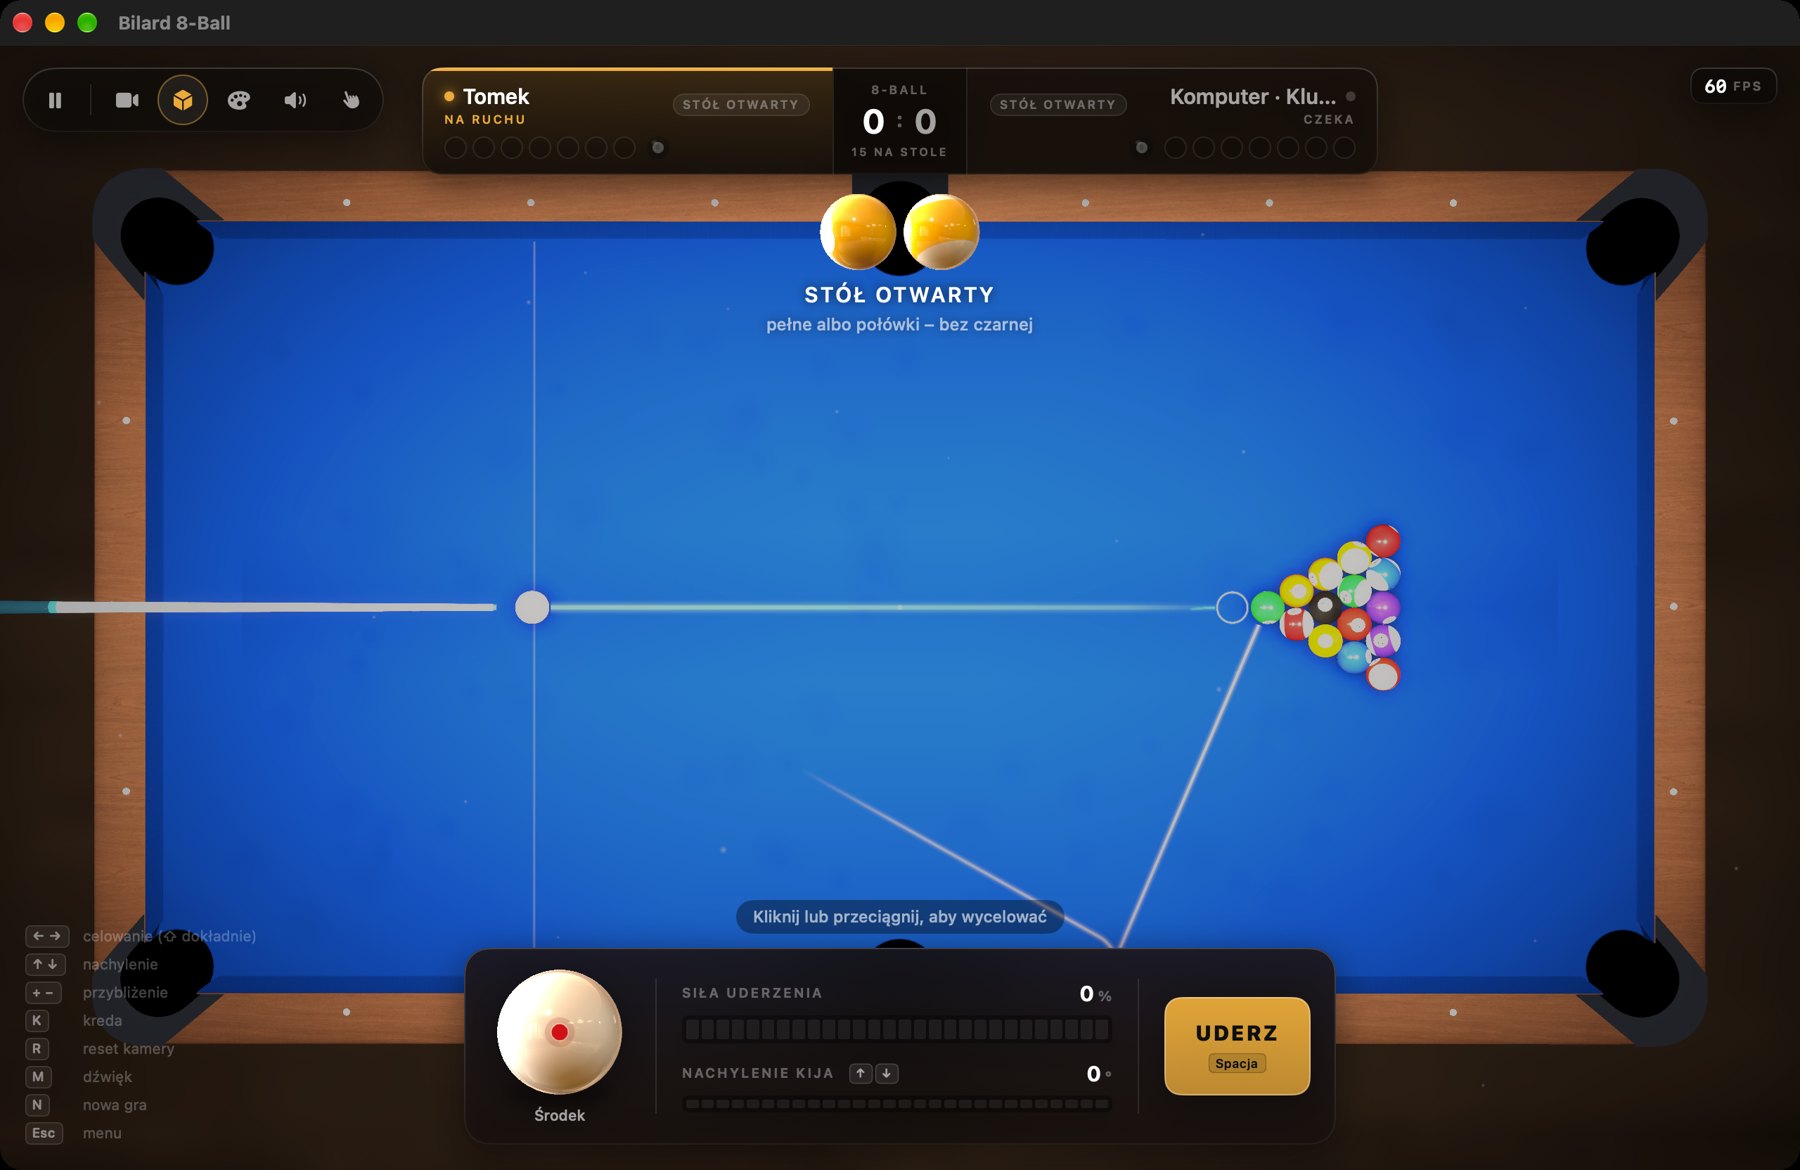 Bilard 8-Ball
Tomek
NA RUCHU
STÓŁ OTWARTY
8-BALL
0 : 0
15 NA STOLE
STÓŁ OTWARTY
Komputer · Klu...
CZEKA
60 FPS
STÓŁ OTWARTY
pełne albo połówki – bez czarnej
Kliknij lub przeciągnij, aby wycelować
← → celowanie (⇧ dokładnie)
↑ ↓ nachylenie
+ − przybliżenie
K kreda
R reset kamery
M dźwięk
N nowa gra
Esc menu
Środek
SIŁA UDERZENIA 0 %
NACHYLENIE KIJA ↑ ↓ 0 °
UDERZ
Spacja